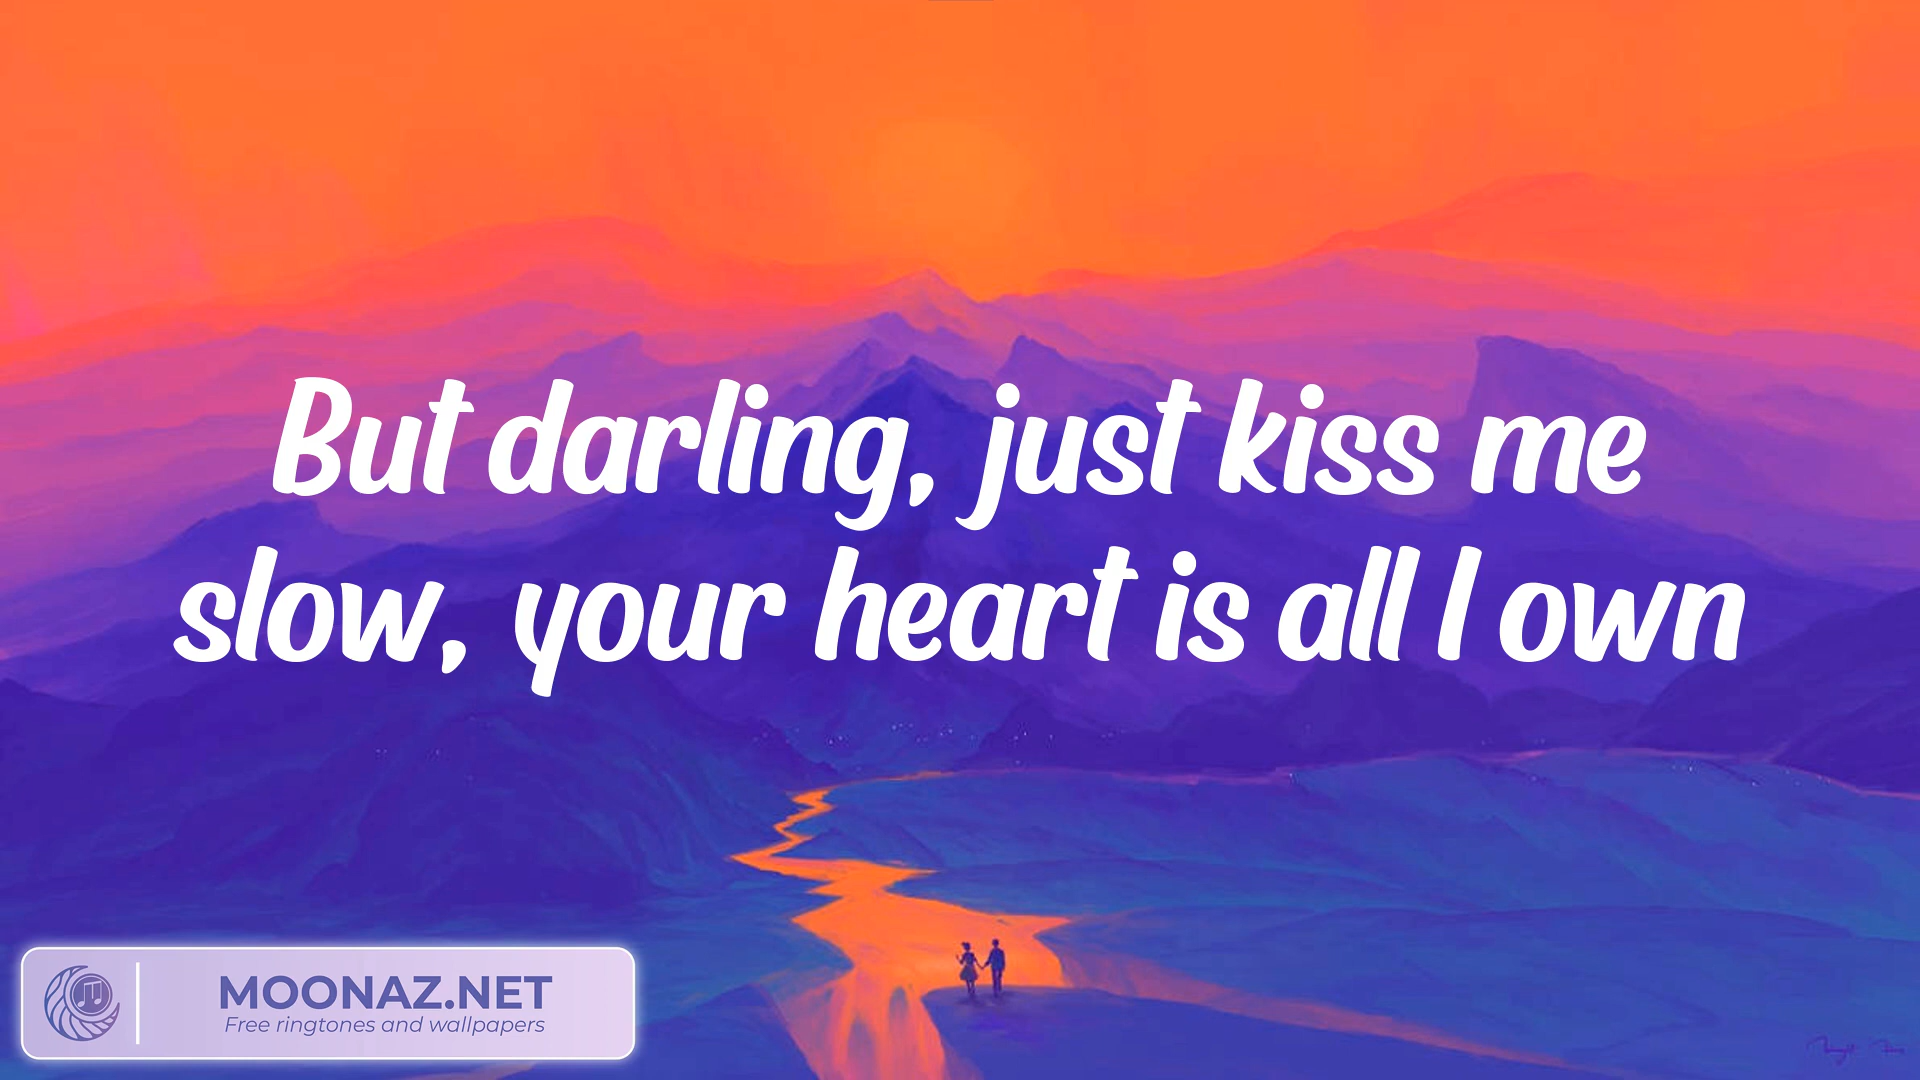 But darling, just kiss me
slow, your heart is all I own
MOONAZ.NET
Free ringtones and wallpapers